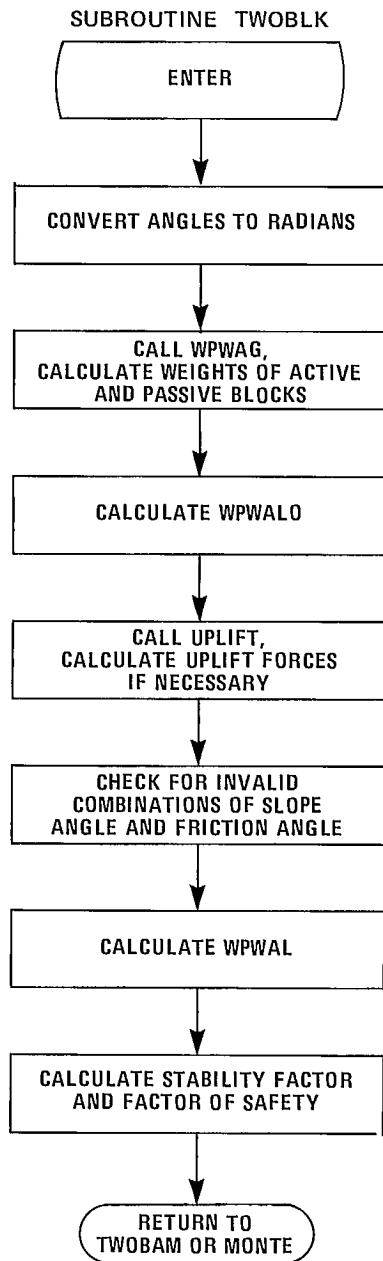 SUBROUTINE TWOBLK
ENTER
CONVERT ANGLES TO RADIANS
CALL WPWAG,
CALCULATE WEIGHTS OF ACTIVE
AND PASSIVE BLOCKS
CALCULATE WPWALO
CALL UPLIFT,
CALCULATE UPLIFT FORCES
IF NECESSARY
CHECK FOR INVALID
COMBINATIONS OF SLOPE
ANGLE AND FRICTION ANGLE
CALCULATE WPWAL
CALCULATE STABILITY FACTOR
AND FACTOR OF SAFETY
RETURN TO
TWOBAM OR MONTE